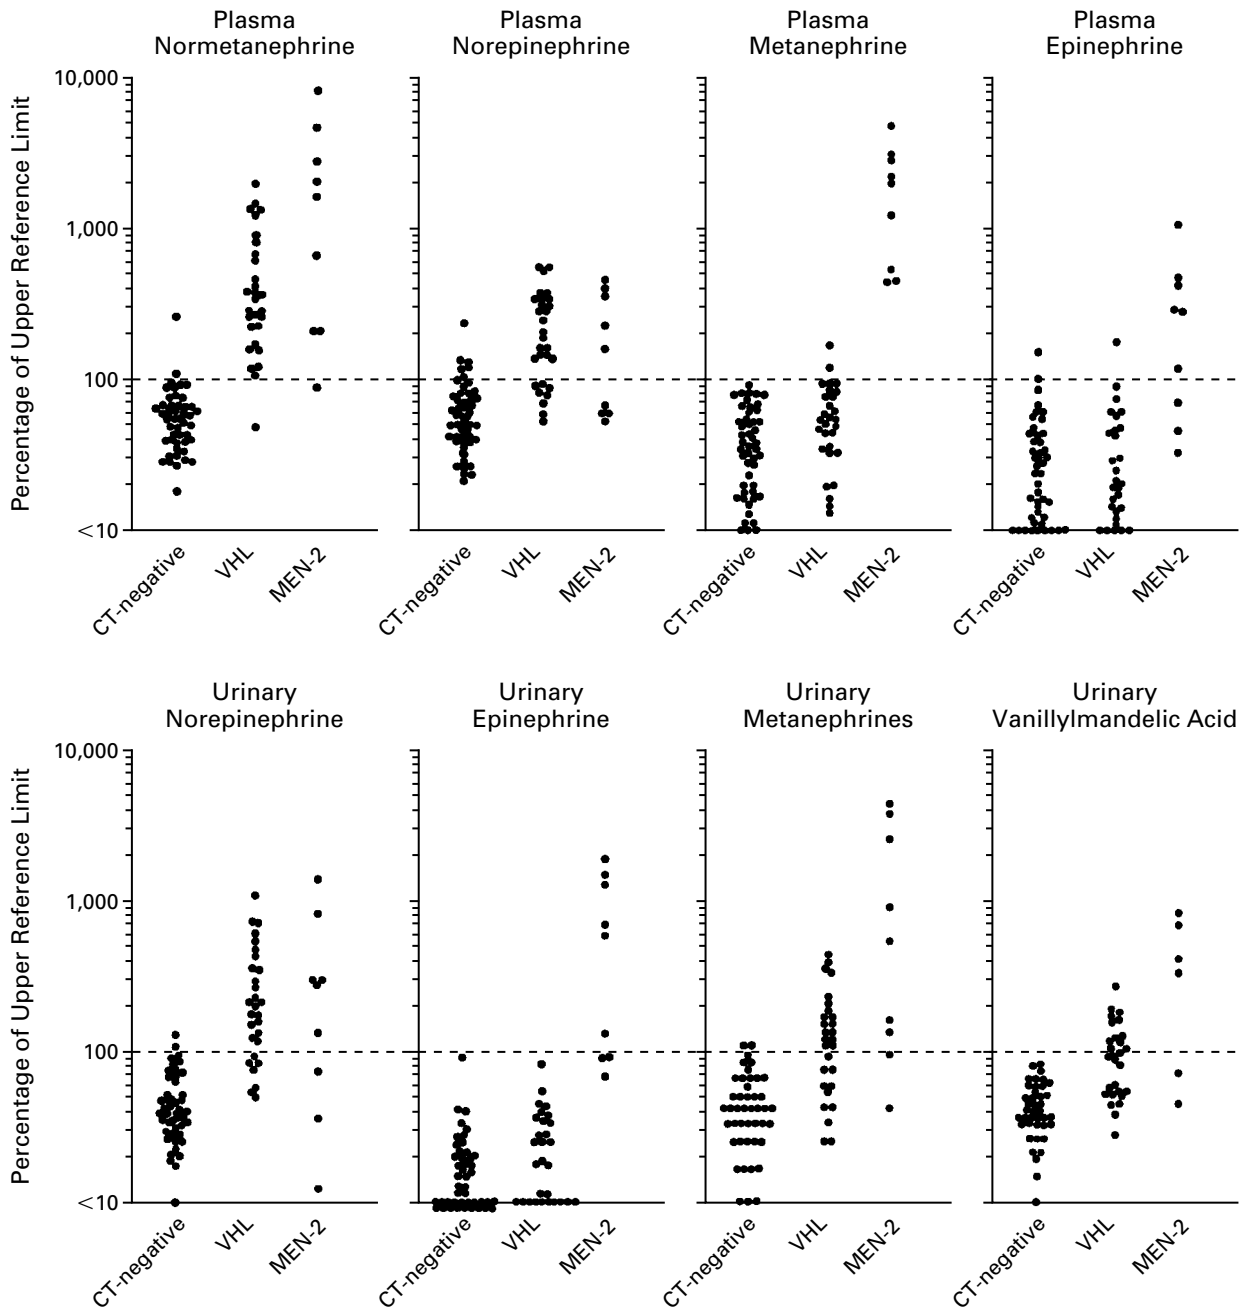 Plasma
Normetanephrine
Plasma
Norepinephrine
Plasma
Metanephrine
Plasma
Epinephrine
Percentage of Upper Reference Limit
10,000
1,000
100
<10
CT-negative
VHL
MEN-2
CT-negative
VHL
MEN-2
CT-negative
VHL
MEN-2
CT-negative
VHL
MEN-2
Urinary
Norepinephrine
Urinary
Epinephrine
Urinary
Metanephrines
Urinary
Vanillylmandelic Acid
Percentage of Upper Reference Limit
10,000
1,000
100
<10
CT-negative
VHL
MEN-2
CT-negative
VHL
MEN-2
CT-negative
VHL
MEN-2
CT-negative
VHL
MEN-2